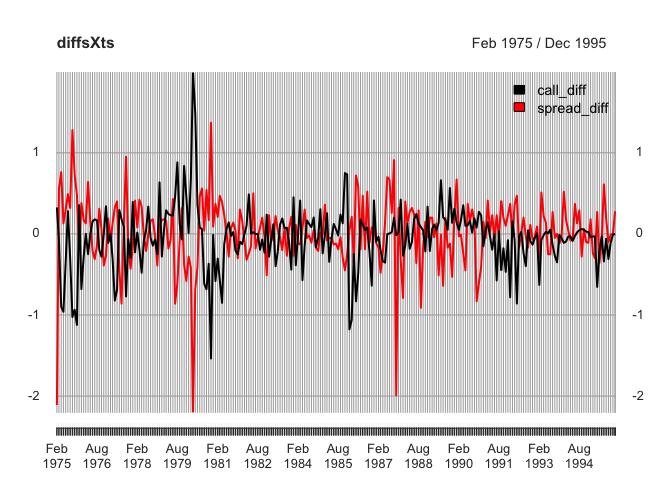 diffsXts
Feb 1975 / Dec 1995
call_diff
spread_diff
1 1
0 0
-1 -1
-2 -2
Feb Aug Feb Aug Feb Aug Feb Aug Feb Aug Feb Aug Feb Aug
1975 1976 1978 1979 1981 1982 1984 1985 1987 1988 1990 1991 1993 1994